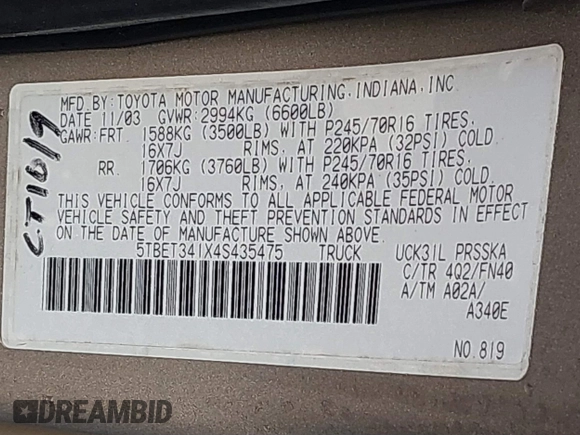 MFD.BY:TOYOTA MOTOR MANUFACTURING.INDIANA,INC
DATE 11/03 GVWR:2994KG (6600LB)
GAWR:FRT 1588KG (3500LB) WITH P245/70R16 TIRES,
16X7J RIMS, AT 220KPA (32PSI) COLD.
RR 1706KG (3760LB) WITH P245/70R16 TIRES,
16X7J RIMS, AT 240KPA (35PSI) COLD.
THIS VEHICLE CONFORMS TO ALL APPLICABLE FEDERAL MOTOR
VEHICLE SAFETY AND THEFT PREVENTION STANDARDS IN EFFECT
ON THE DATE OF MANUFACTURE SHOWN ABOVE.
5TBET341X4S435475 TRUCK
UCK31L PRSSKA
C/TR 4Q2/FN40
A/TM A02A/
A340E
NO.819
CT10/9
DREAMBID